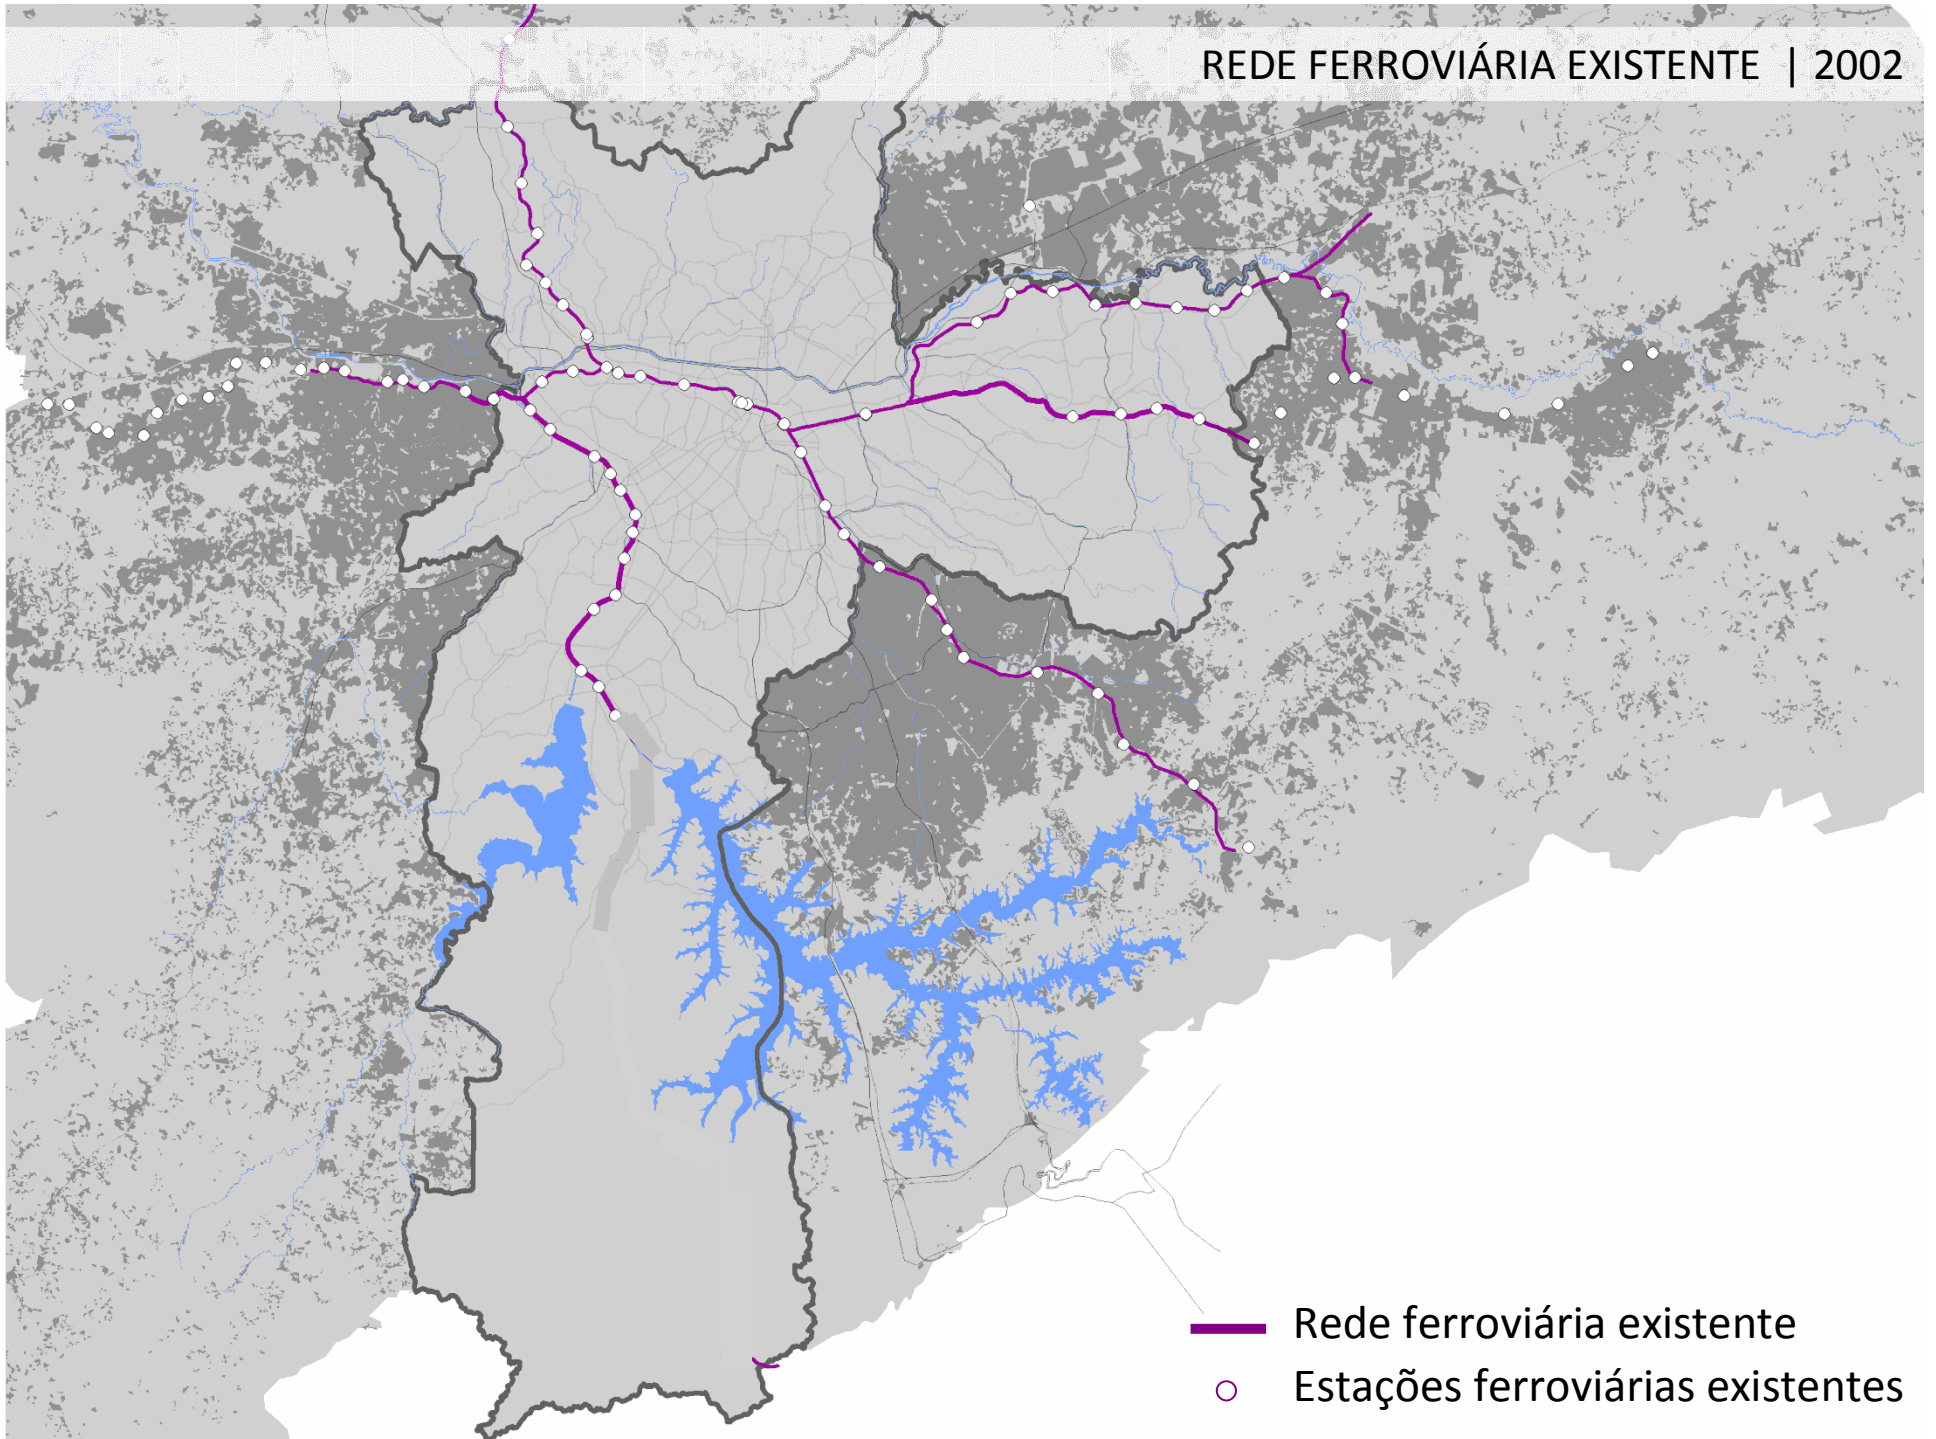 REDE FERROVIÁRIA EXISTENTE | 2002
Rede ferroviária existente
Estações ferroviárias existentes